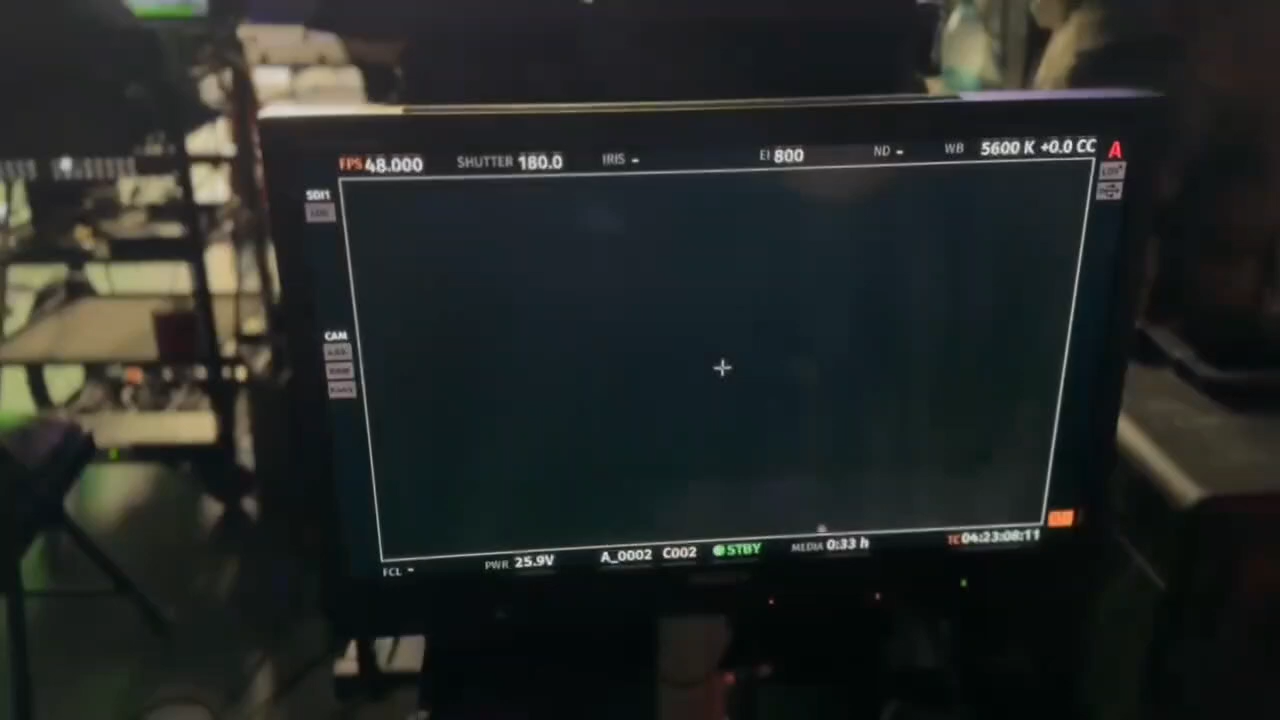 FPS 48.000 SHUTTER 180.0 IRIS - EI 800 ND - WB 5600 K +0.0 CC A
SDI1
CAM
FCL - PWR 25.9V A_0002 C002 STBY MEDIA 0:33 h TC 04:23:08:11